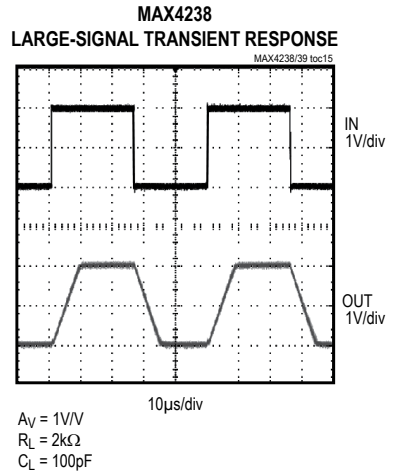 MAX4238
LARGE-SIGNAL TRANSIENT RESPONSE
MAX4238/39 toc15
IN
1V/div
OUT
1V/div
10µs/div
AV = 1V/V
RL = 2kΩ
CL = 100pF